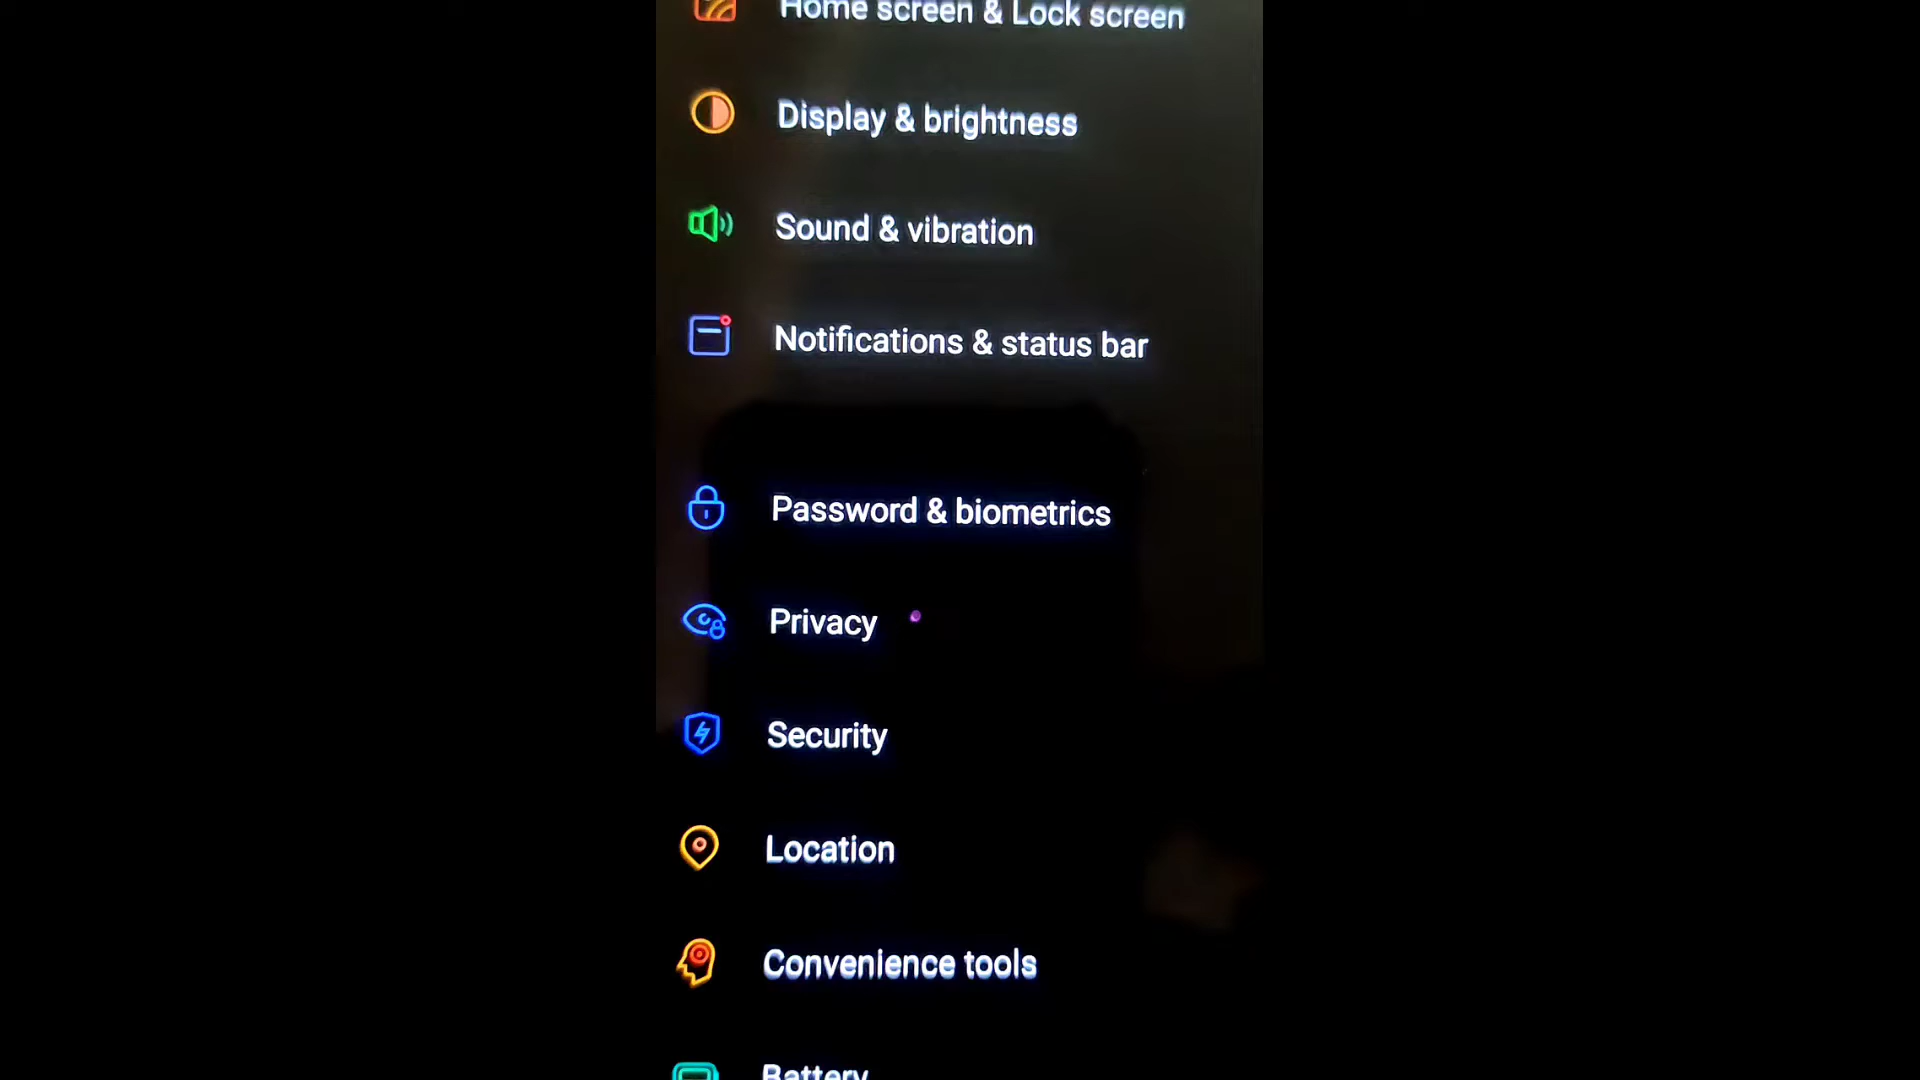 Home screen & Lock screen
Display & brightness
Sound & vibration
Notifications & status bar
Password & biometrics
Privacy
Security
Location
Convenience tools
Battery